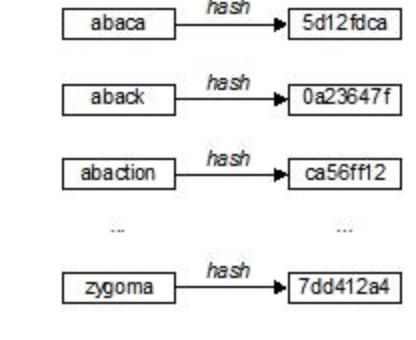 hash
abaca 5d12fdca
hash
aback 0a23647f
hash
abaction ca56ff12
... ...
hash
zygoma 7dd412a4